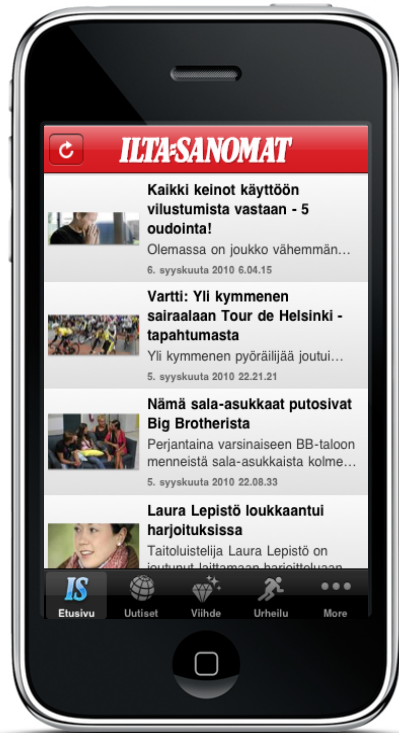 ILTA-SANOMAT
Kaikki keinot käyttöön
vilustumista vastaan - 5
oudointa!
Olemassa on joukko vähemmän...
6. syyskuuta 2010 6.04.15
Vartti: Yli kymmenen
sairaalaan Tour de Helsinki -
tapahtumasta
Yli kymmenen pyöräilijää joutui...
5. syyskuuta 2010 22.21.21
Nämä sala-asukkaat putosivat
Big Brotherista
Perjantaina varsinaiseen BB-taloon
menneistä sala-asukkaista kolme...
5. syyskuuta 2010 22.08.33
Laura Lepistö loukkaantui
harjoituksissa
Taitoluistelija Laura Lepistö on
joutunut laittamaan harjoitteluaan
IS
Etusivu Uutiset Viihde Urheilu More